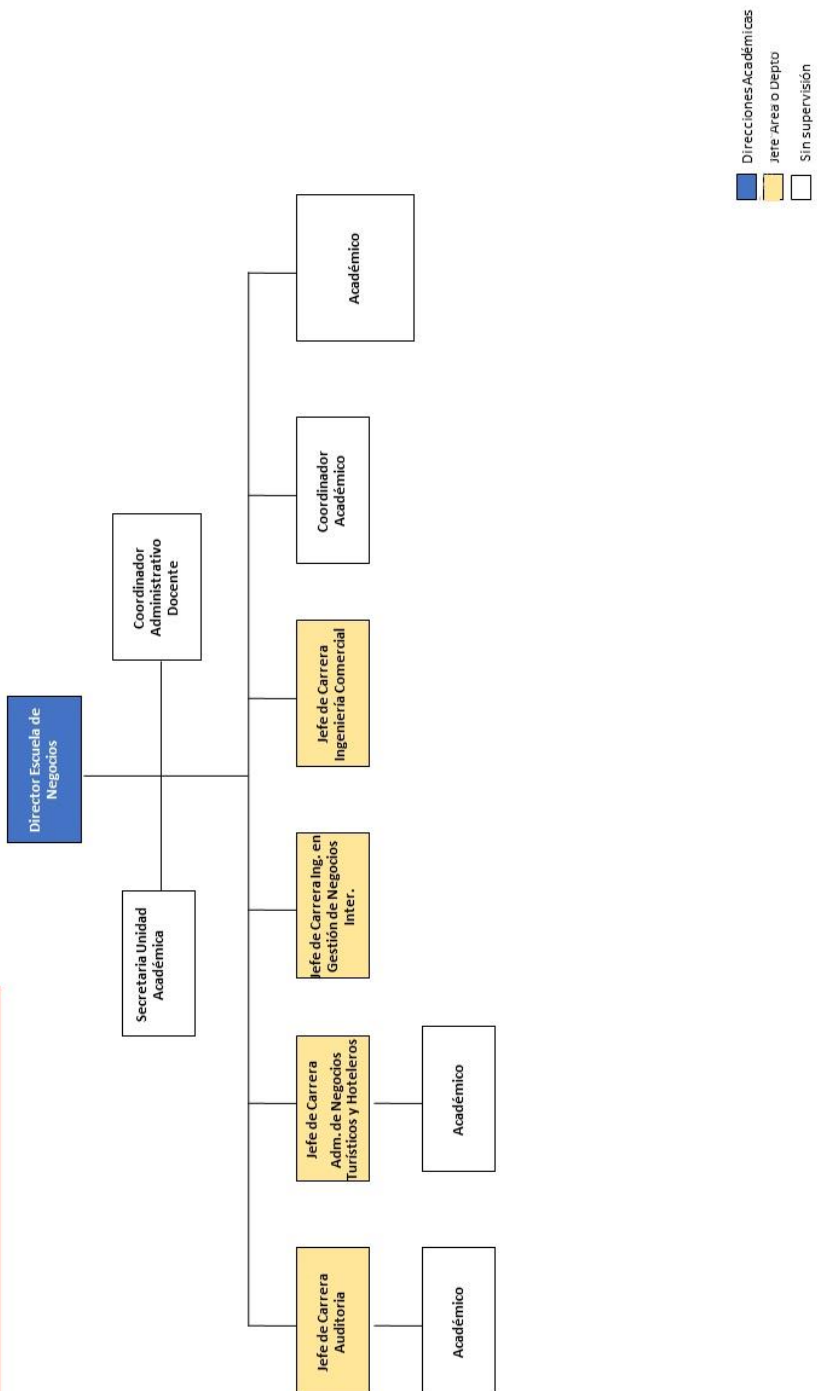 Director Escuela de
Negocios
Secretaria Unidad
Académica
Coordinador
Administrativo
Docente
Jefe de Carrera
Auditoria
Jefe de Carrera
Adm. de Negocios
Turísticos y Hoteleros
Jefe de Carrera Ing. en
Gestión de Negocios
Inter.
Jefe de Carrera
Ingeniería Comercial
Coordinador
Académico
Académico
Académico
Académico
Direcciones Académicas
Jefe Area o Depto
Sin supervisión